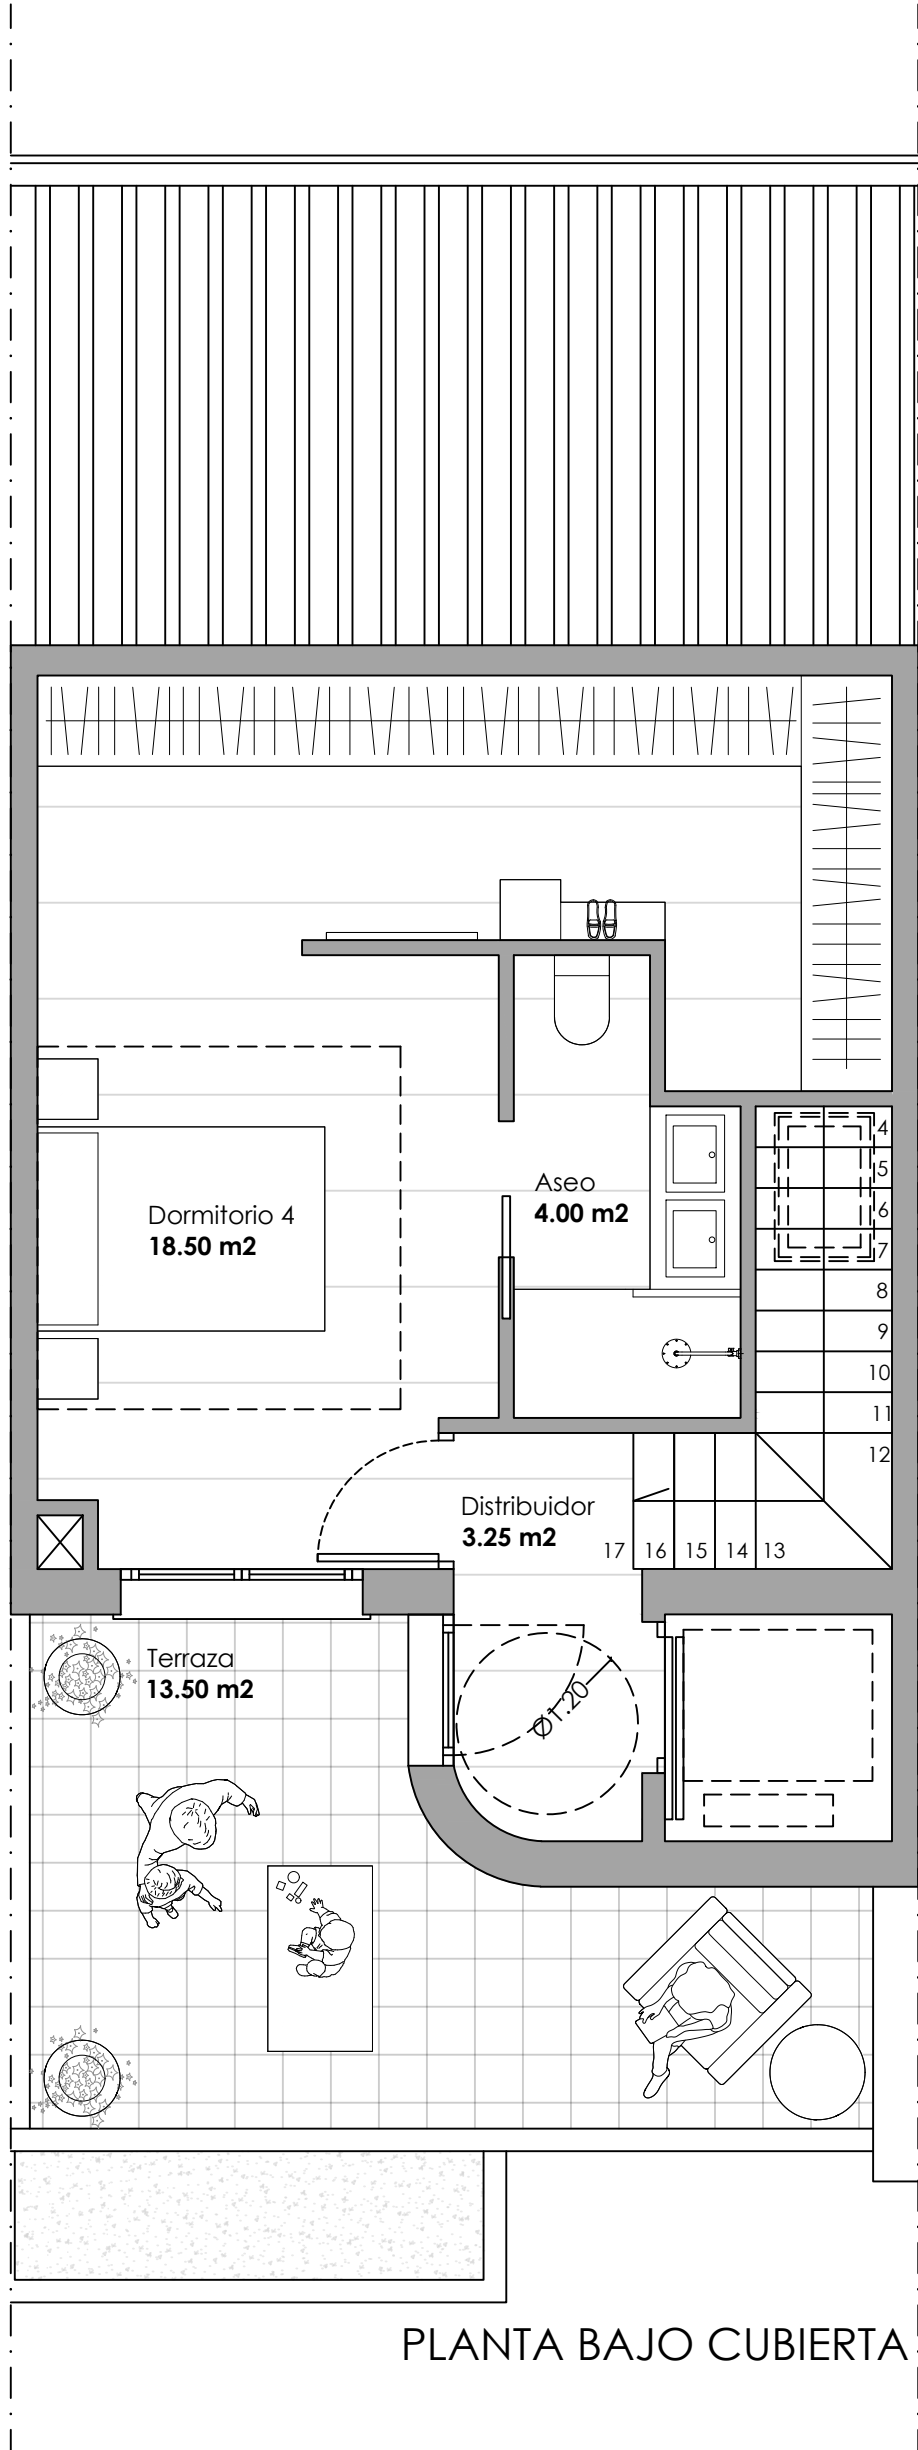 4
5
Aseo
4.00 m2
6
Dormitorio 4
18.50 m2
7
8
9
10
11
12
Distribuidor
3.25 m2
17 16 15 14 13
Terraza
13.50 m2
Ø1.20
PLANTA BAJO CUBIERTA